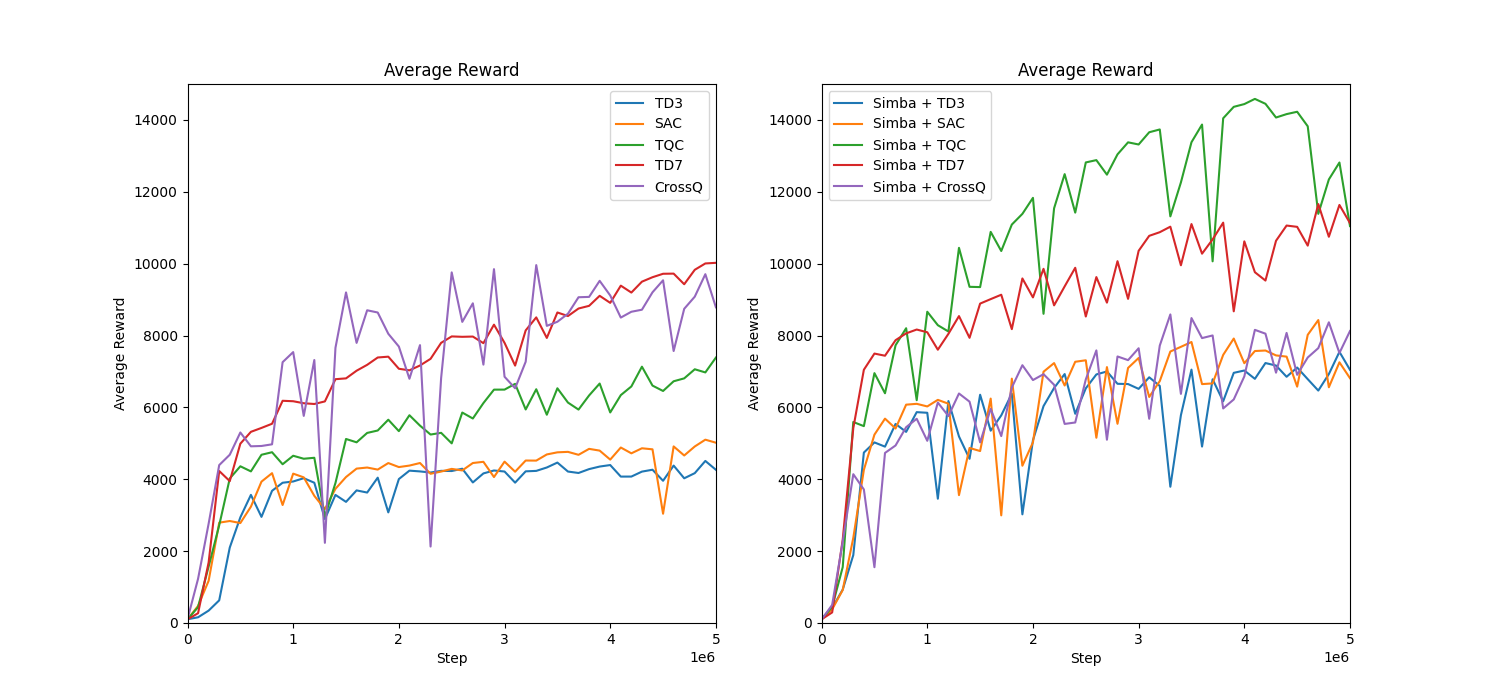 Average Reward
TD3
SAC
TQC
TD7
CrossQ
14000
12000
10000
8000
6000
4000
2000
0
Average Reward
0 1 2 3 4 5
1e6
Step
Average Reward
Simba + TD3
Simba + SAC
Simba + TQC
Simba + TD7
Simba + CrossQ
14000
12000
10000
8000
6000
4000
2000
0
Average Reward
0 1 2 3 4 5
1e6
Step